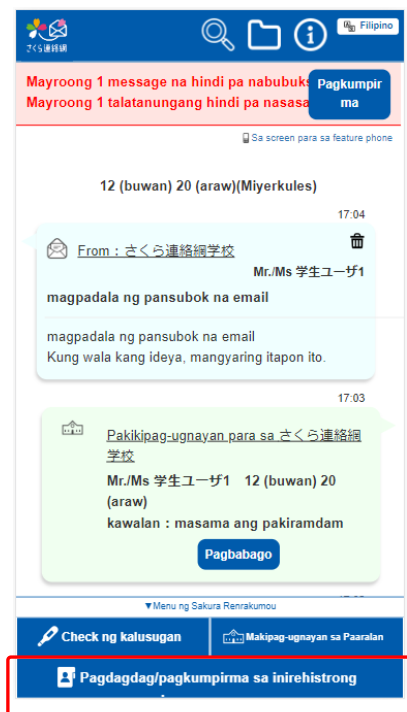 さくら連絡網
Filipino
Mayroong 1 message na hindi pa nabubuks
Mayroong 1 talatanungang hindi pa nasasa
Pagkumpir
ma
Sa screen para sa feature phone
12 (buwan) 20 (araw)(Miyerkules)
17:04
From：さくら連絡網学校
Mr./Ms 学生ユーザ1
magpadala ng pansubok na email
magpadala ng pansubok na email
Kung wala kang ideya, mangyaring itapon ito.
17:03
Pakikipag-ugnayan para sa さくら連絡網
学校
Mr./Ms 学生ユーザ1 12 (buwan) 20
(araw)
kawalan：masama ang pakiramdam
Pagbabago
▼Menu ng Sakura Renrakumou
Check ng kalusugan
Makipag-ugnayan sa Paaralan
Pagdagdag/pagkumpirma sa inirehistrong